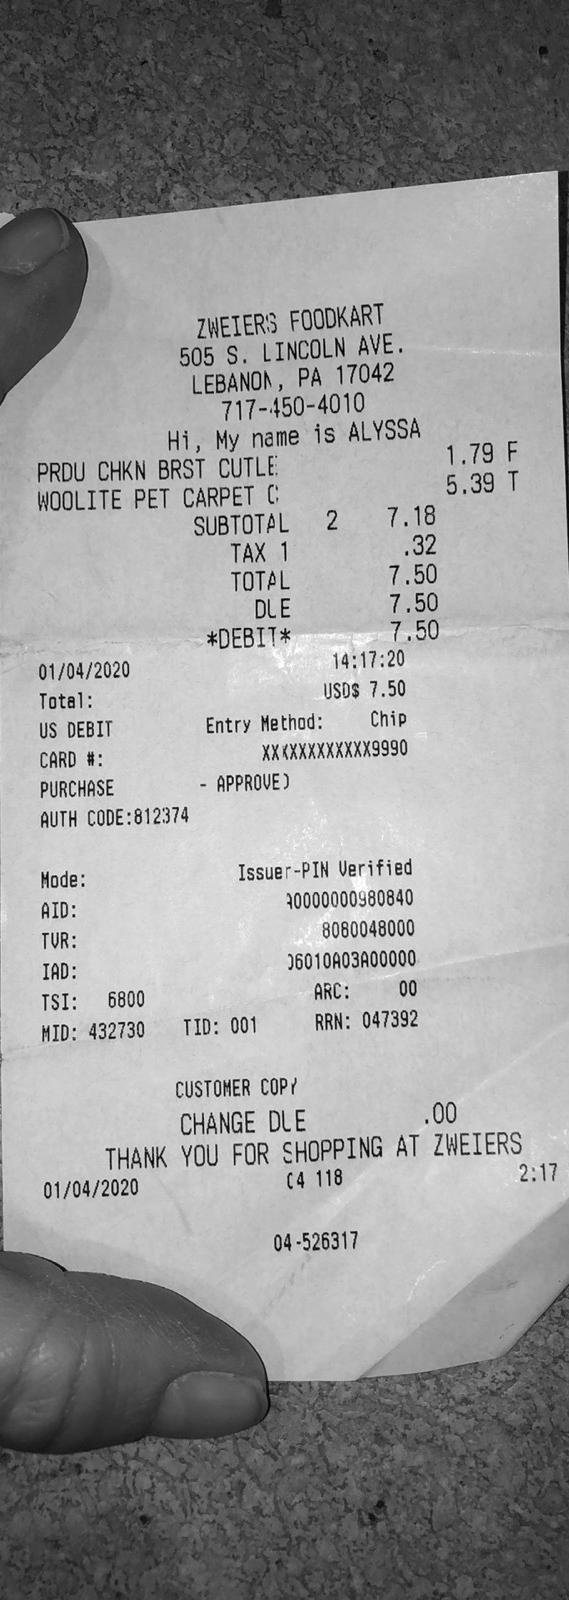 ZWEIERS FOODKART
505 S. LINCOLN AVE.
LEBANON, PA 17042
717-450-4010
Hi, My name is ALYSSA
PRDU CHKN BRST CUTLE 1.79 F
WOOLITE PET CARPET C 5.39 T
SUBTOTAL 2 7.18
TAX 1 .32
TOTAL 7.50
DLE 7.50
*DEBIT* 7.50
01/04/2020 14:17:20
Total: USD$ 7.50
US DEBIT Entry Method: Chip
CARD #: XXXXXXXXXXXX9990
PURCHASE - APPROVED
AUTH CODE:812374
Mode: Issuer-PIN Verified
AID: A0000000980840
TVR: 8080048000
IAD: 06010A03A00000
TSI: 6800 ARC: 00
MID: 432730 TID: 001 RRN: 047392
CUSTOMER COPY
CHANGE DLE .00
THANK YOU FOR SHOPPING AT ZWEIERS
01/04/2020 C4 118 2:17
04-526317